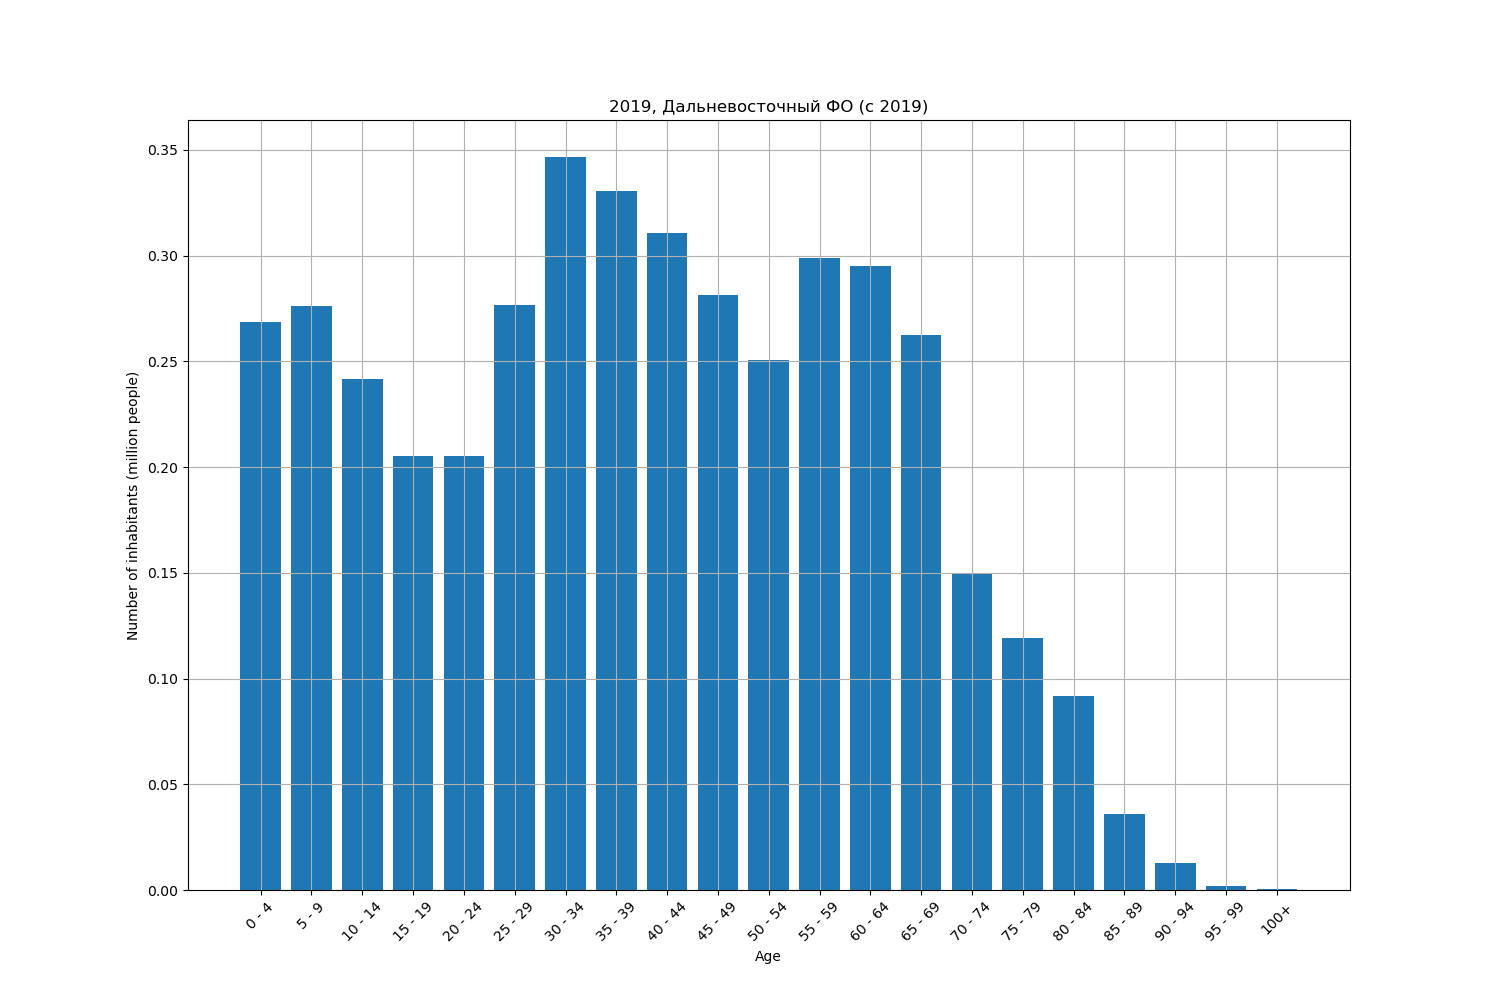 2019, Дальневосточный ФО (с 2019)
0.35
0.30
0.25
0.20
0.15
0.10
0.05
0.00
Number of inhabitants (million people)
0 - 4
5 - 9
10 - 14
15 - 19
20 - 24
25 - 29
30 - 34
35 - 39
40 - 44
45 - 49
50 - 54
55 - 59
60 - 64
65 - 69
70 - 74
75 - 79
80 - 84
85 - 89
90 - 94
95 - 99
100+
Age